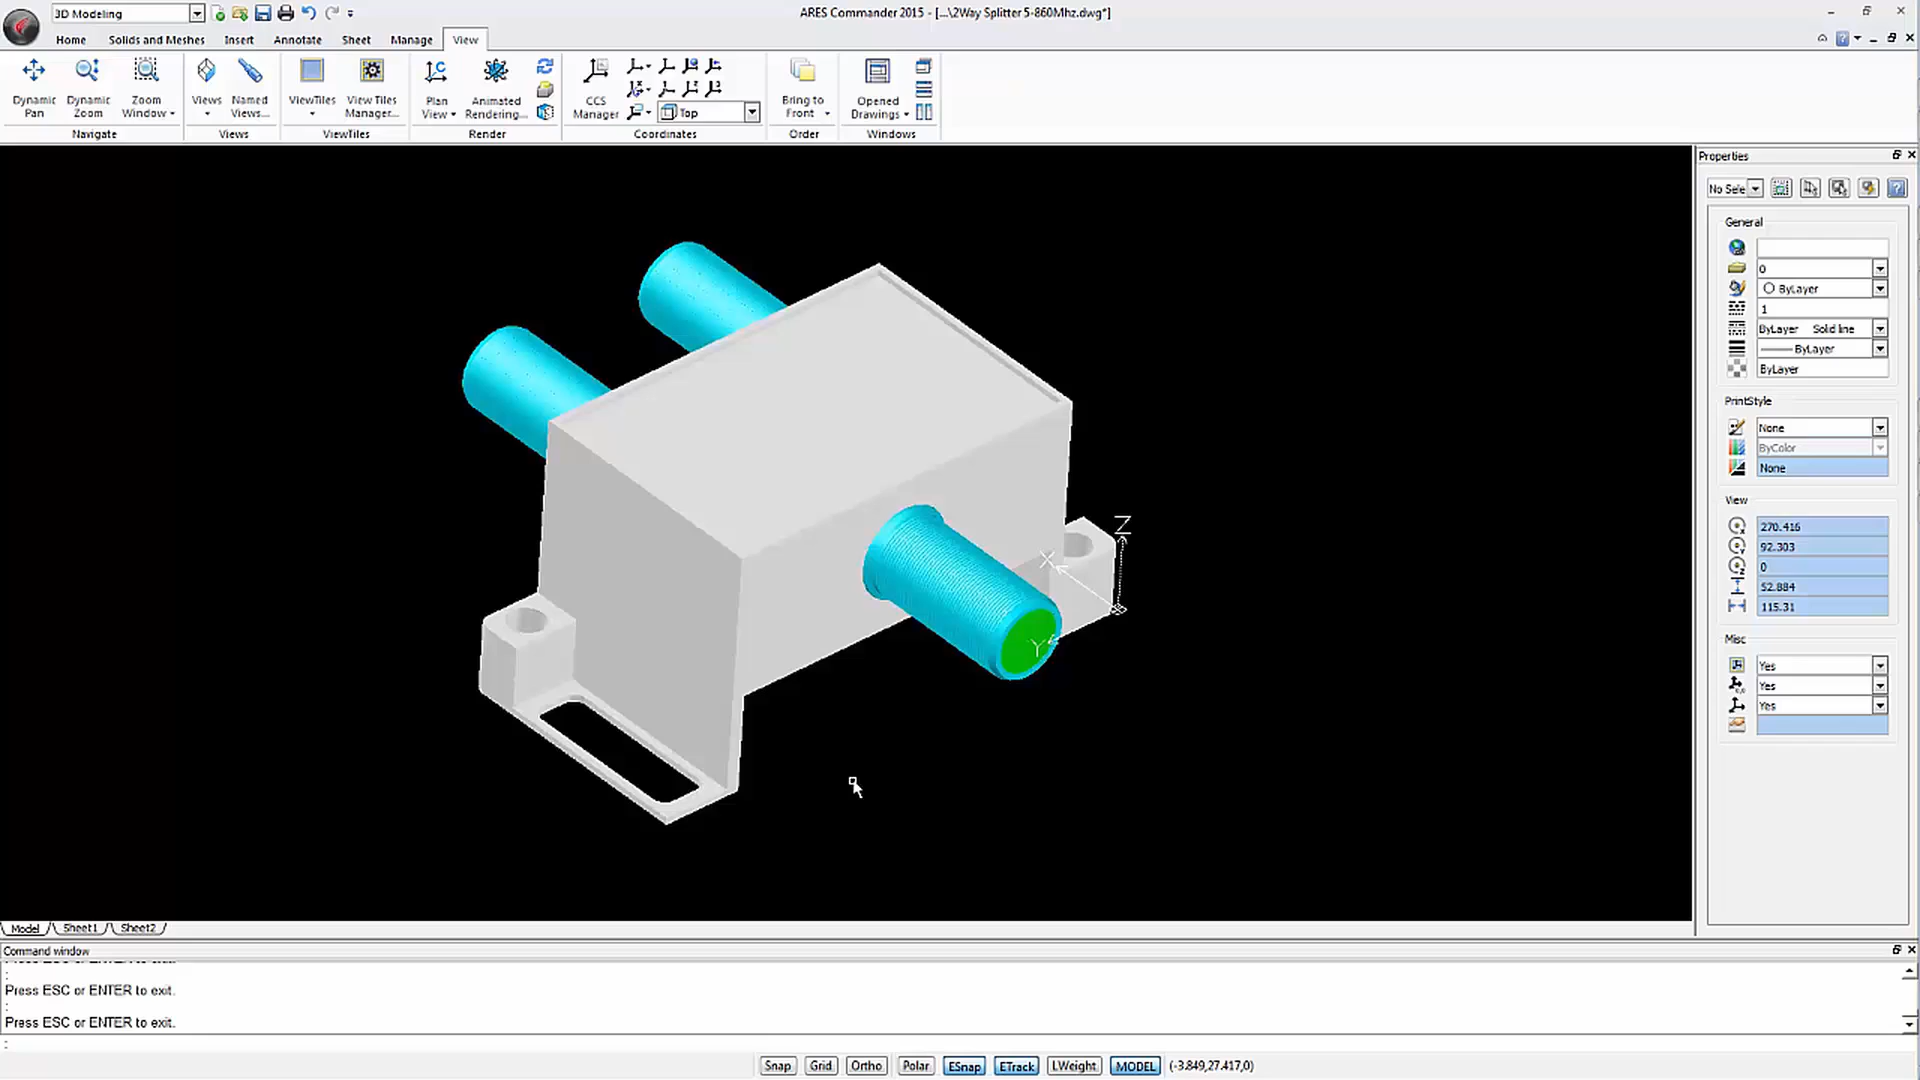 3D Modeling
ARES Commander 2015 - [...\2Way Splitter 5-860Mhz.dwg*]
Home Solids and Meshes Insert Annotate Sheet Manage View
Dynamic Pan
Dynamic Zoom
Zoom Window
Navigate
Views
Named Views...
Views
ViewTiles
View Tiles Manager...
ViewTiles
Plan View
Animated Rendering...
Render
CCS Manager
Top
Coordinates
Bring to Front
Order
Opened Drawings
Windows
Properties
No Sele
General
0
ByLayer
1
ByLayer Solid line
ByLayer
ByLayer
PrintStyle
None
ByColor
None
View
270.416
92.303
0
52.884
115.31
Misc
Yes
Yes
Yes
Z
X
Y
Model Sheet1 Sheet2
Command window
:
Press ESC or ENTER to exit.
:
Press ESC or ENTER to exit.
:
Snap Grid Ortho Polar ESnap ETrack LWeight MODEL (-3.849,27.417,0)